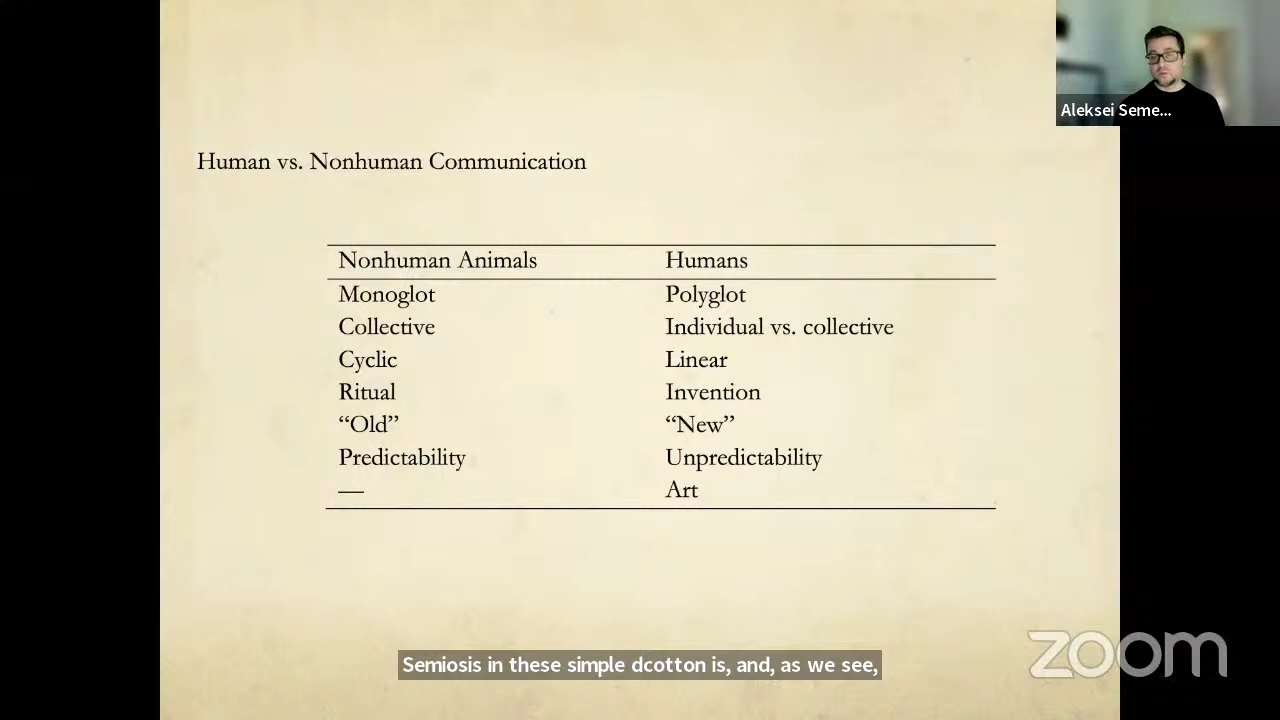 Aleksei Seme...
Human vs. Nonhuman Communication
Nonhuman Animals Humans
Monoglot Polyglot
Collective Individual vs. collective
Cyclic Linear
Ritual Invention
“Old” “New”
Predictability Unpredictability
— Art
Semiosis in these simple dcotton is, and, as we see,
zoom